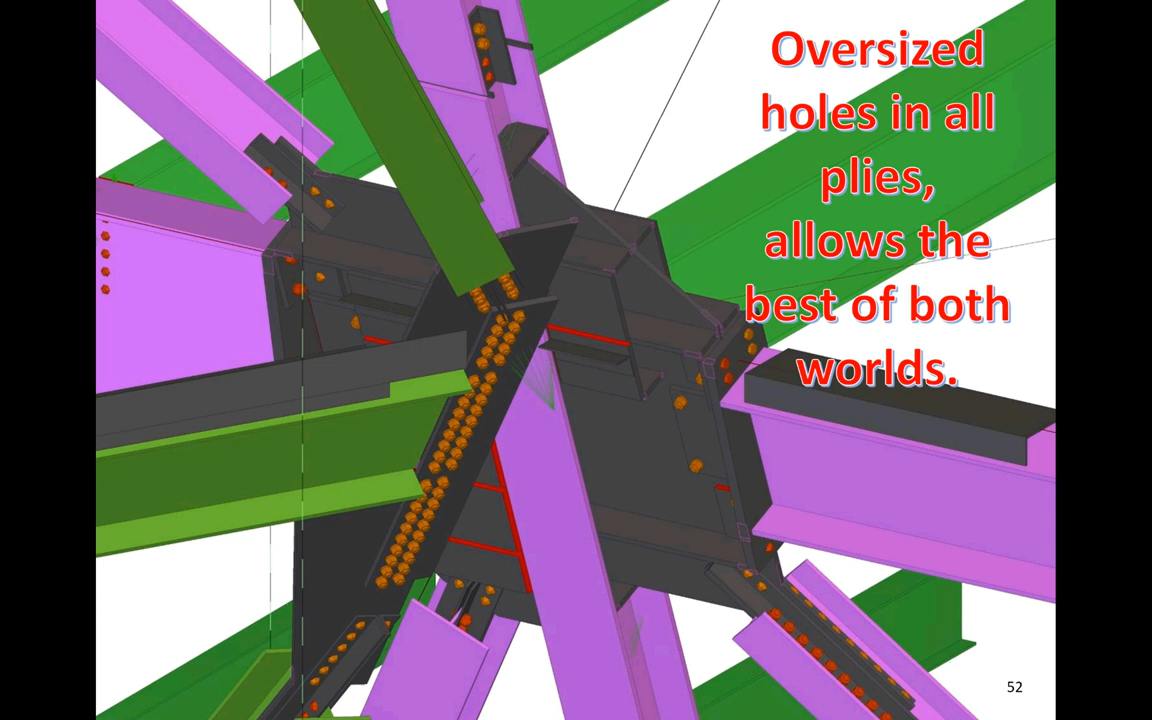 Oversized
holes in all
plies,
allows the
best of both
worlds.
52